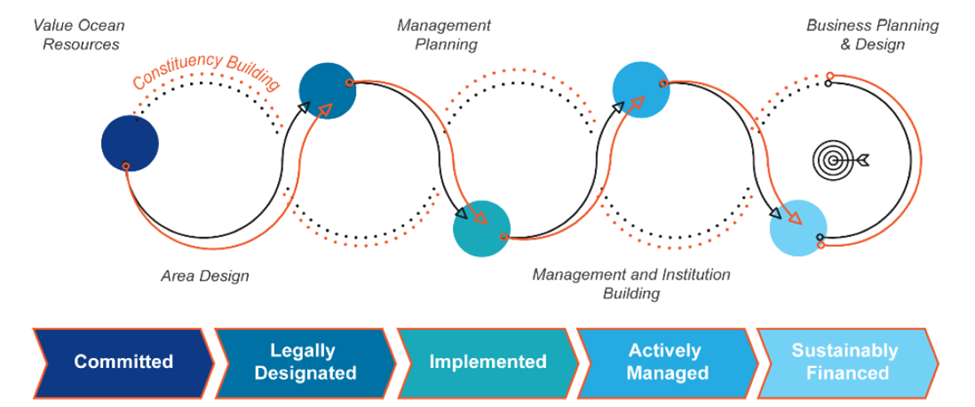 Value Ocean
Resources
Constituency Building
Management
Planning
Business Planning
& Design
Area Design
Management and Institution
Building
Committed
Legally
Designated
Implemented
Actively
Managed
Sustainably
Financed